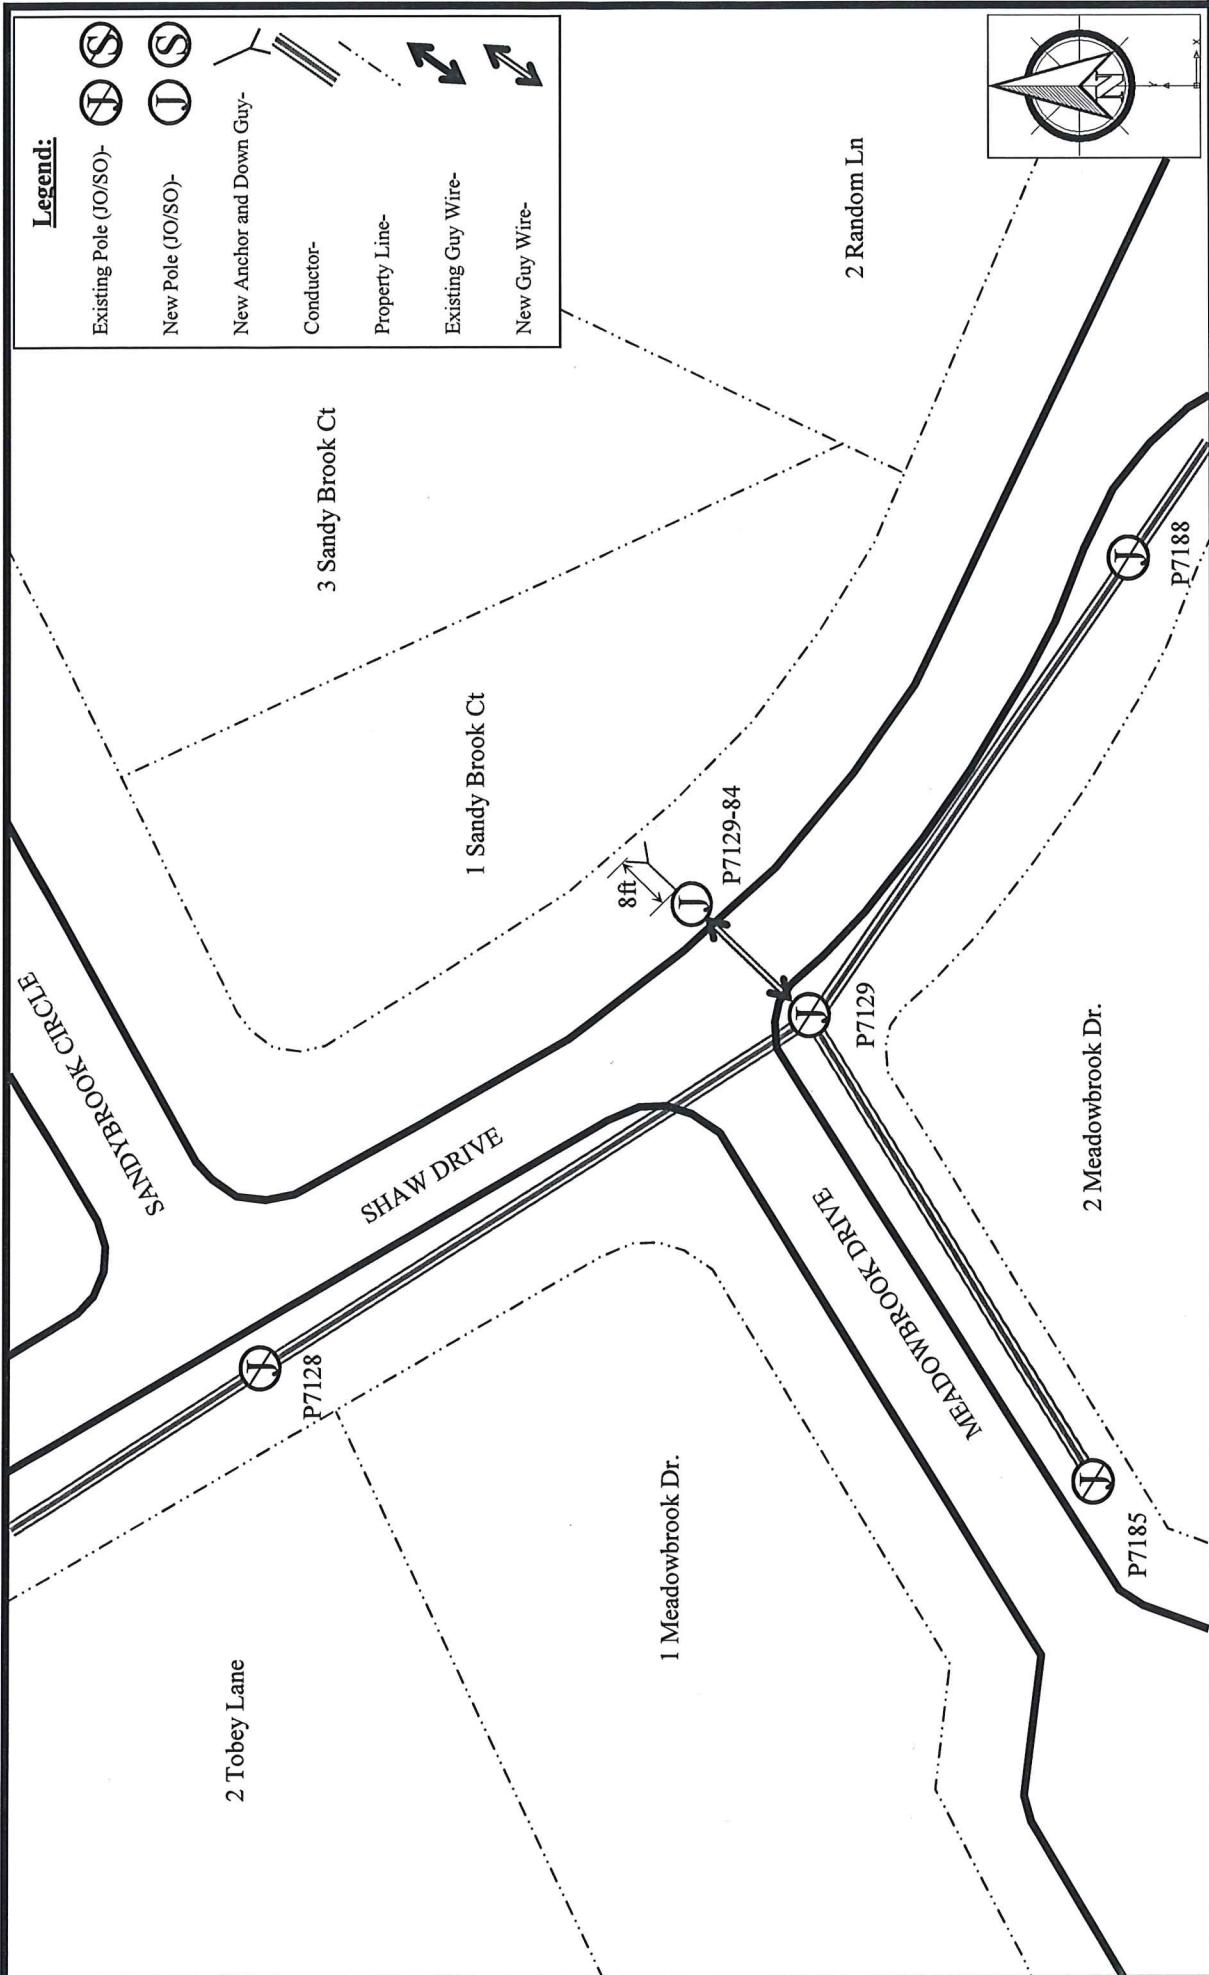 Legend:
Existing Pole (JO/SO)- J S
New Pole (JO/SO)- J S
New Anchor and Down Guy-
Conductor-
Property Line-
Existing Guy Wire-
New Guy Wire-
N
Y
X
SANDYBROOK CIRCLE
3 Sandy Brook Ct
2 Random Ln
1 Sandy Brook Ct
SHAW DRIVE
8ft
J
P7129-84
J
P7128
J
P7129
J
P7188
2 Tobey Lane
1 Meadowbrook Dr.
MEADOWBROOK DRIVE
2 Meadowbrook Dr.
J
P7185